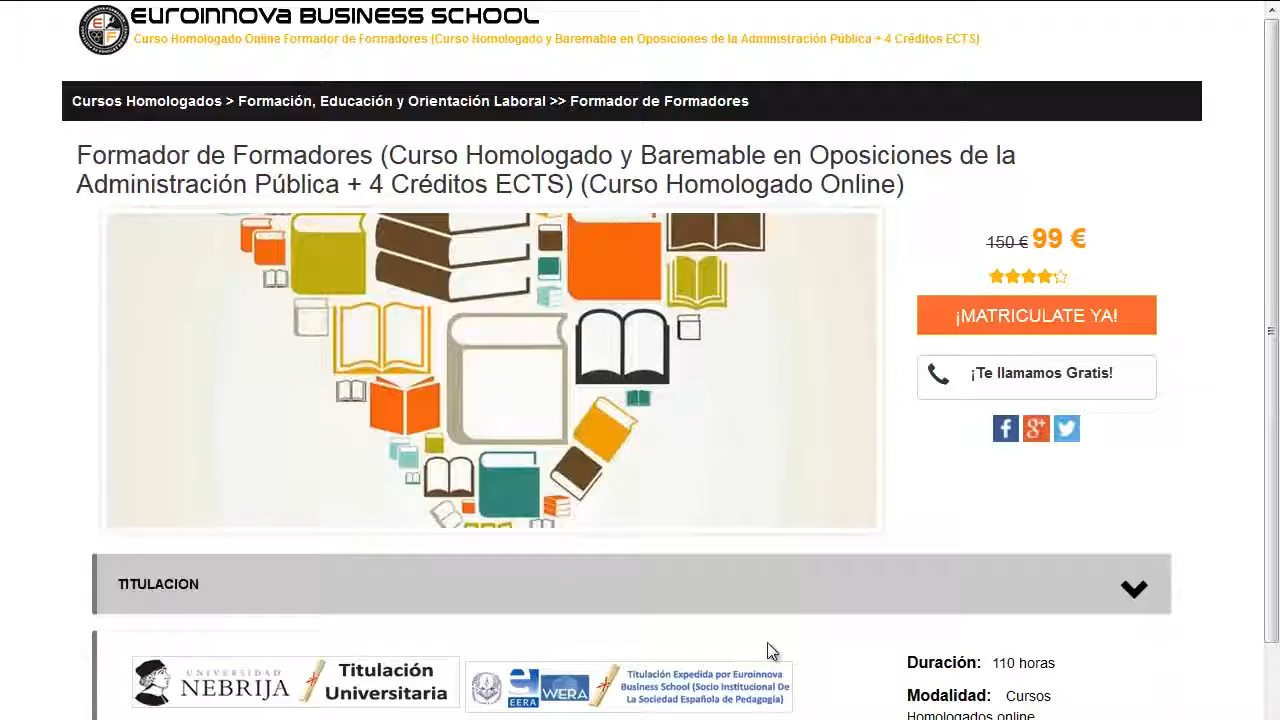 EUROINNOVA BUSINESS SCHOOL
Curso Homologado Online Formador de Formadores (Curso Homologado y Baremable en Oposiciones de la Administración Pública + 4 Créditos ECTS)
Cursos Homologados > Formación, Educación y Orientación Laboral >> Formador de Formadores
Formador de Formadores (Curso Homologado y Baremable en Oposiciones de la
Administración Pública + 4 Créditos ECTS) (Curso Homologado Online)
150 € 99 €
¡MATRICULATE YA!
¡Te llamamos Gratis!
TITULACION
UNIVERSIDAD
NEBRIJA
Titulación
Universitaria
EERA
WERA
Titulación Expedida por Euroinnova
Business School (Socio Institucional De
La Sociedad Española de Pedagogía)
Duración: 110 horas
Modalidad: Cursos
Homologados online